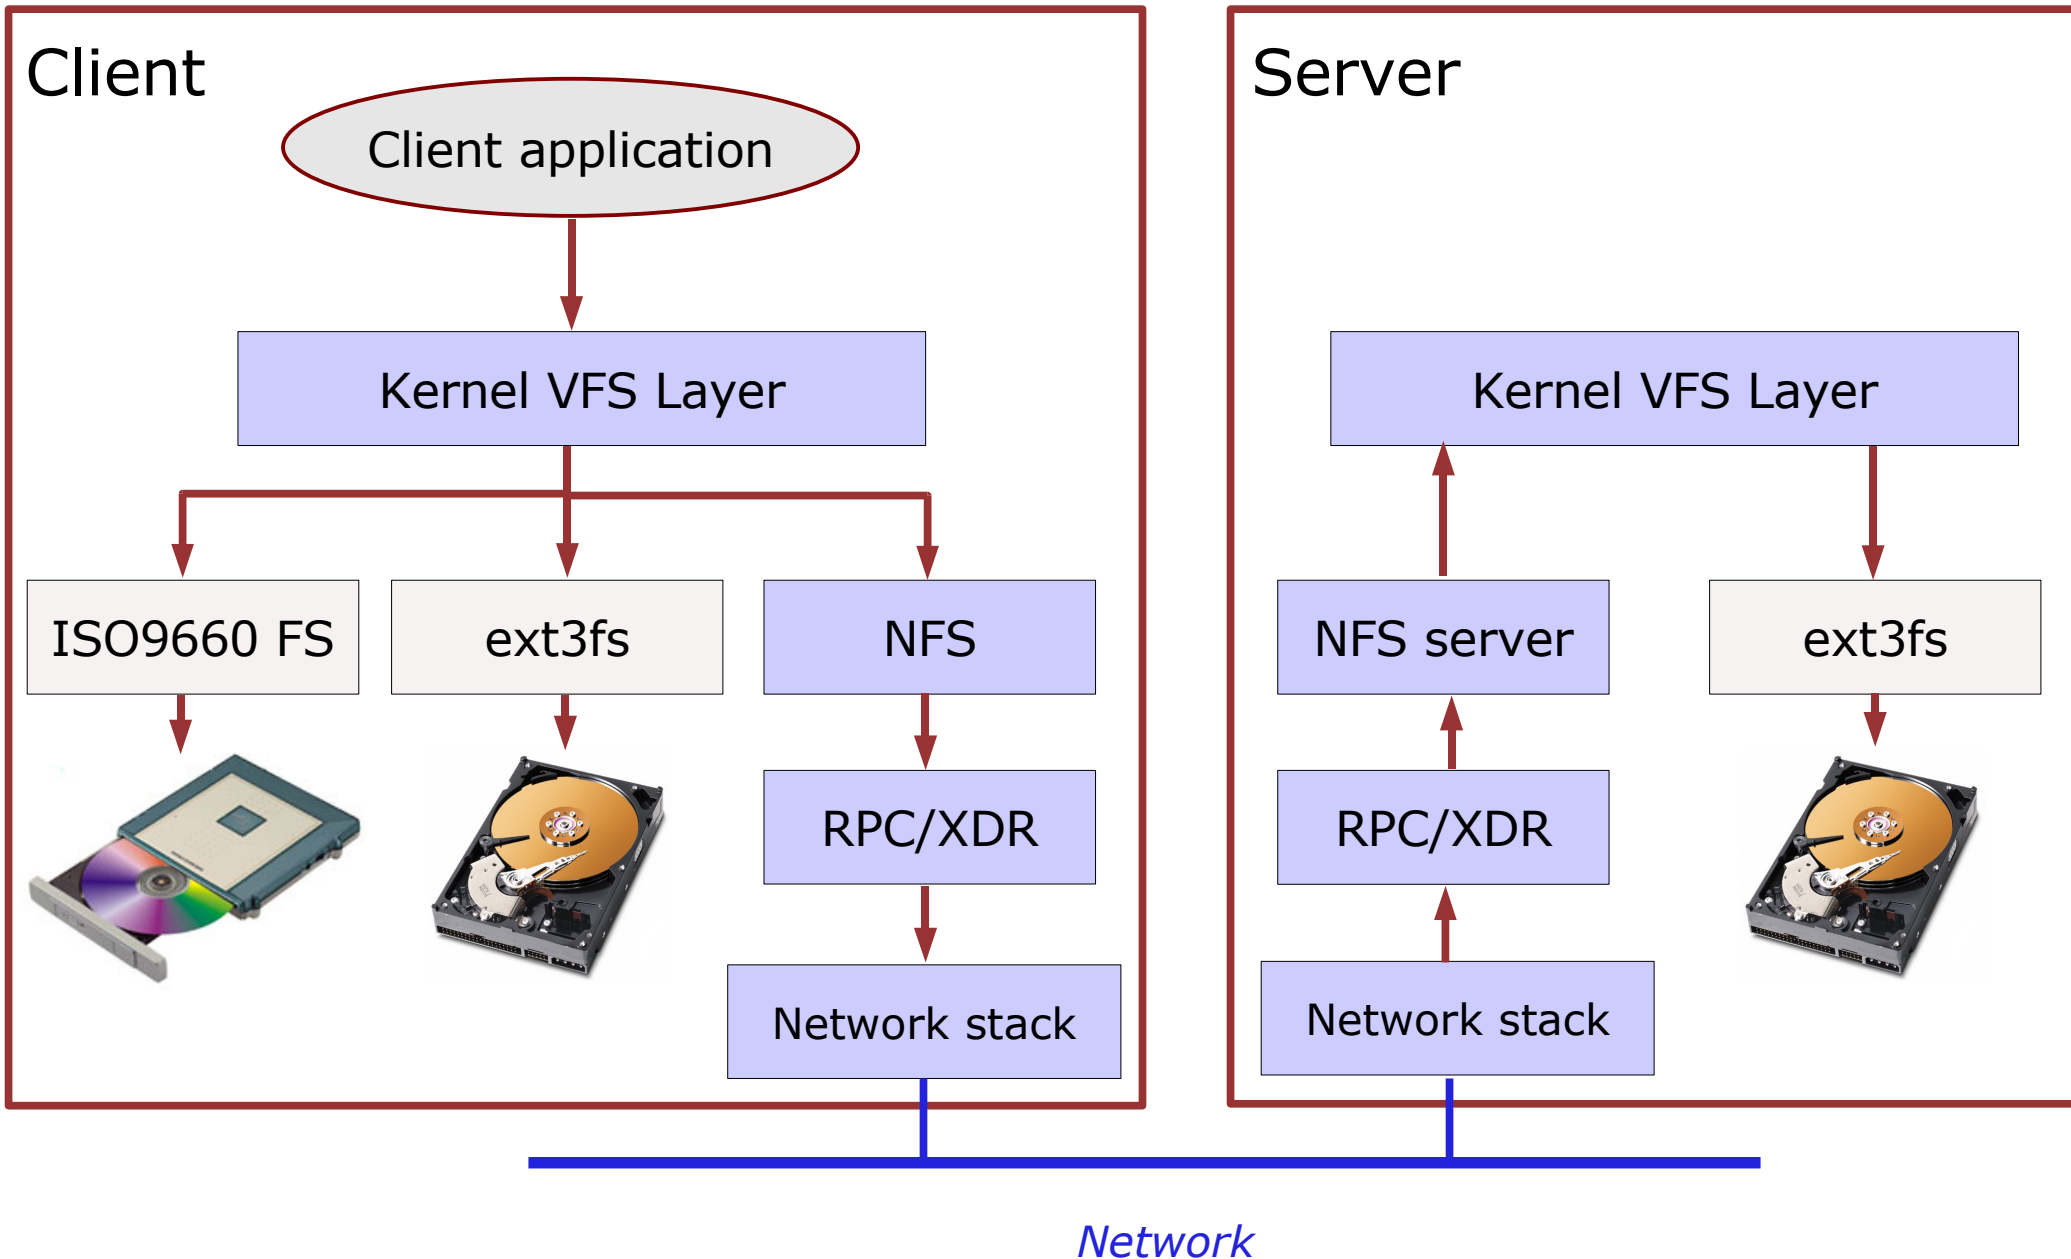 Client
Client application
Kernel VFS Layer
ISO9660 FS
ext3fs
NFS
RPC/XDR
Network stack
Server
Kernel VFS Layer
NFS server
ext3fs
RPC/XDR
Network stack
Network